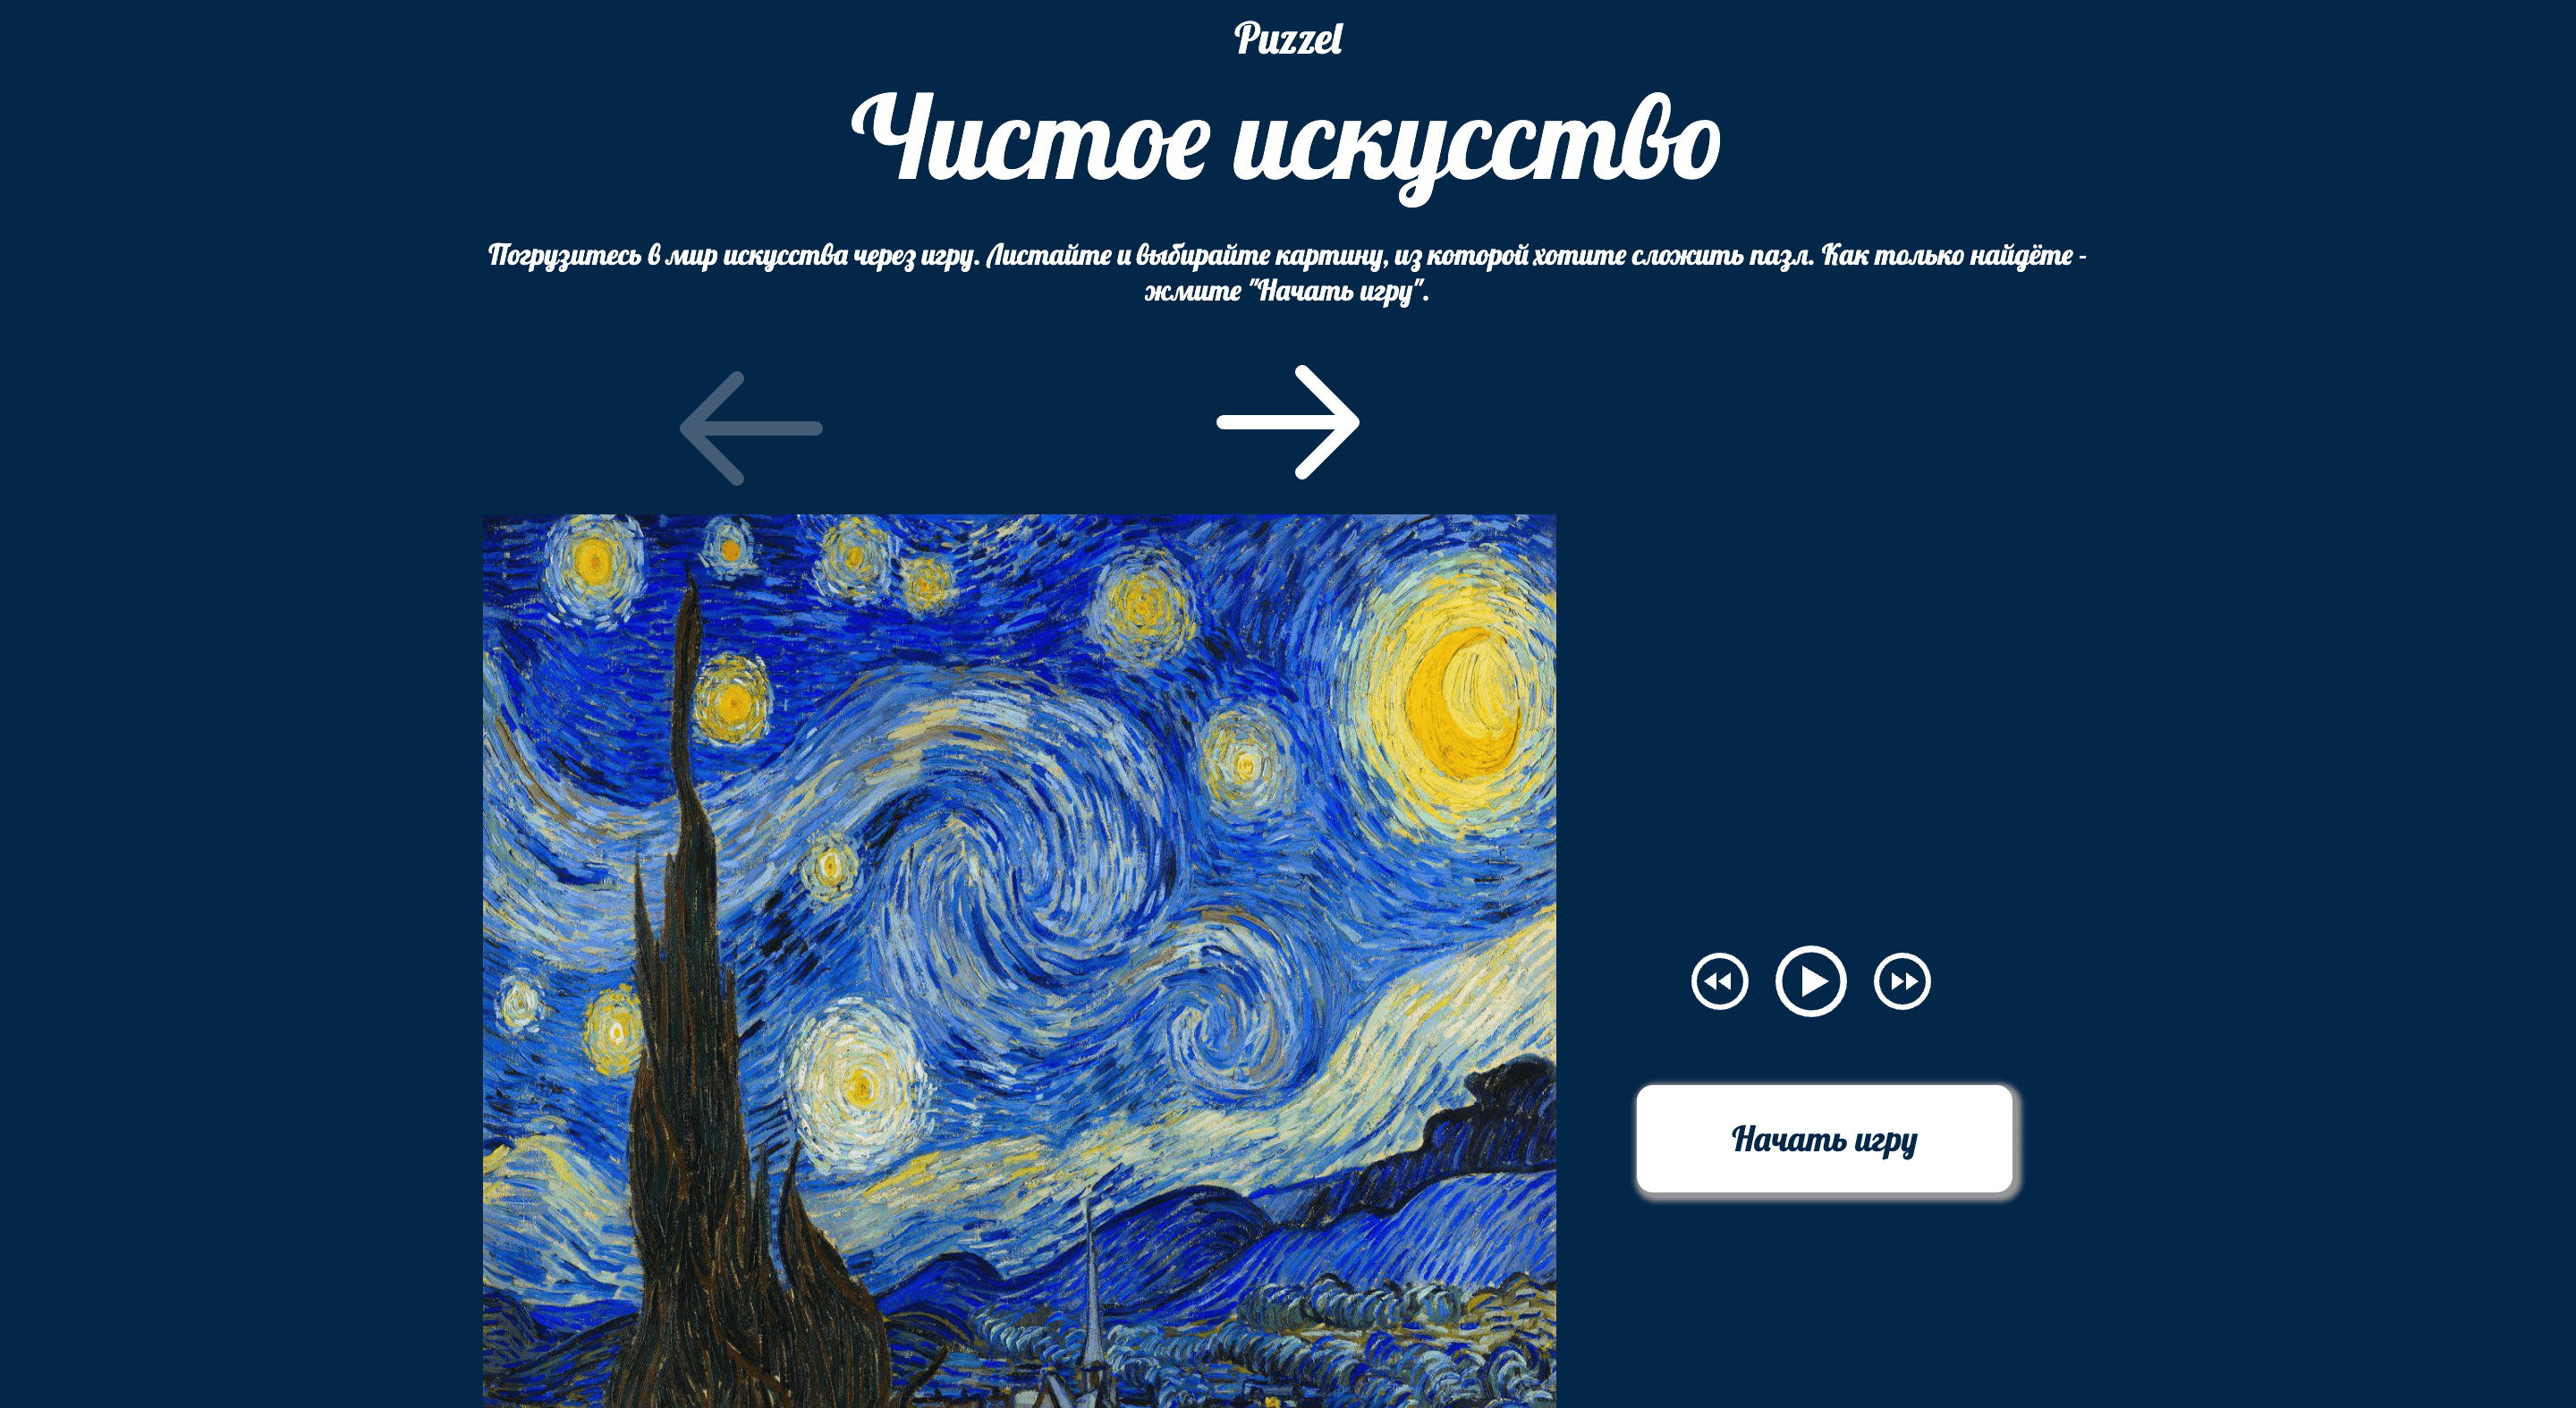 Puzzel
Чистое искусство
Погрузитесь в мир искусства через игру. Листайте и выбирайте картину, из которой хотите сложить пазл. Как только найдёте -
жмите "Начать игру".
Начать игру